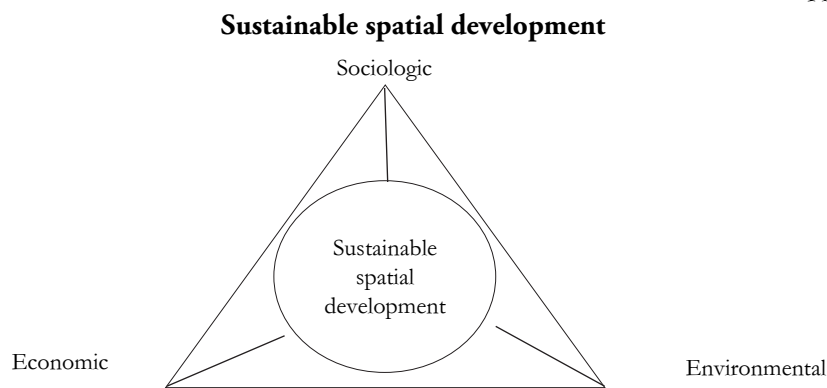 Sustainable spatial development
Sociologic
Sustainable
spatial
development
Economic
Environmental